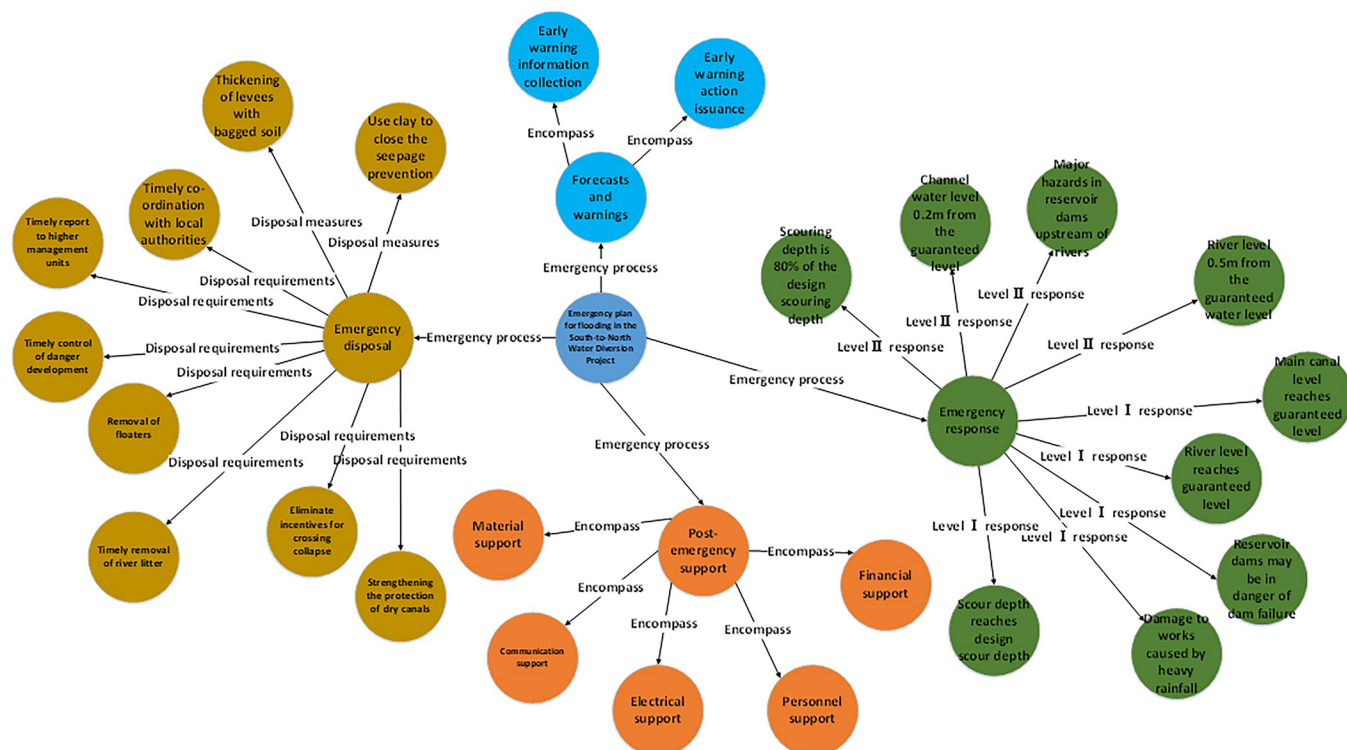 Early
warning
information
collection
Early
warning
action
issuance
Encompass
Encompass
Forecasts
and
warnings
Emergency process
Thickening
of levees
with
bagged soil
Use clay to
close the
seepage
prevention
Timely co-
ordination
with local
authorities
Timely report
to higher
management
units
Disposal measures
Disposal measures
Disposal requirements
Disposal requirements
Timely control
of danger
development
Disposal requirements
Disposal requirements
Emergency
disposal
Emergency process
Emergency plan
for flooding in the
South-to-North
Water Diversion
Project
Removal of
floaters
Disposal requirements
Disposal requirements
Disposal requirements
Timely removal
of river litter
Eliminate
incentives for
crossing
collapse
Strengthening
the protection
of dry canals
Emergency process
Emergency process
Scouring
depth is
80% of the
design
scouring
depth
Channel
water level
0.2m from
the
guaranteed
level
Major
hazards in
reservoir
dams
upstream of
rivers
River level
0.5m from
the
guaranteed
water level
Level Ⅱ response
Level Ⅱ response
Level Ⅱ response
Level Ⅱ response
Emergency
response
Main canal
level
reaches
guaranteed
level
Level Ⅰ response
Level Ⅰ response
River level
reaches
guaranteed
level
Level Ⅰ response
Level Ⅰ response
Level Ⅰ response
Reservoir
dams may
be in
danger of
dam failure
Scour depth
reaches
design
scour depth
Damage to
works
caused by
heavy
rainfall
Material
support
Encompass
Post-
emergency
support
Encompass
Financial
support
Encompass
Encompass
Encompass
Communication
support
Electrical
support
Personnel
support